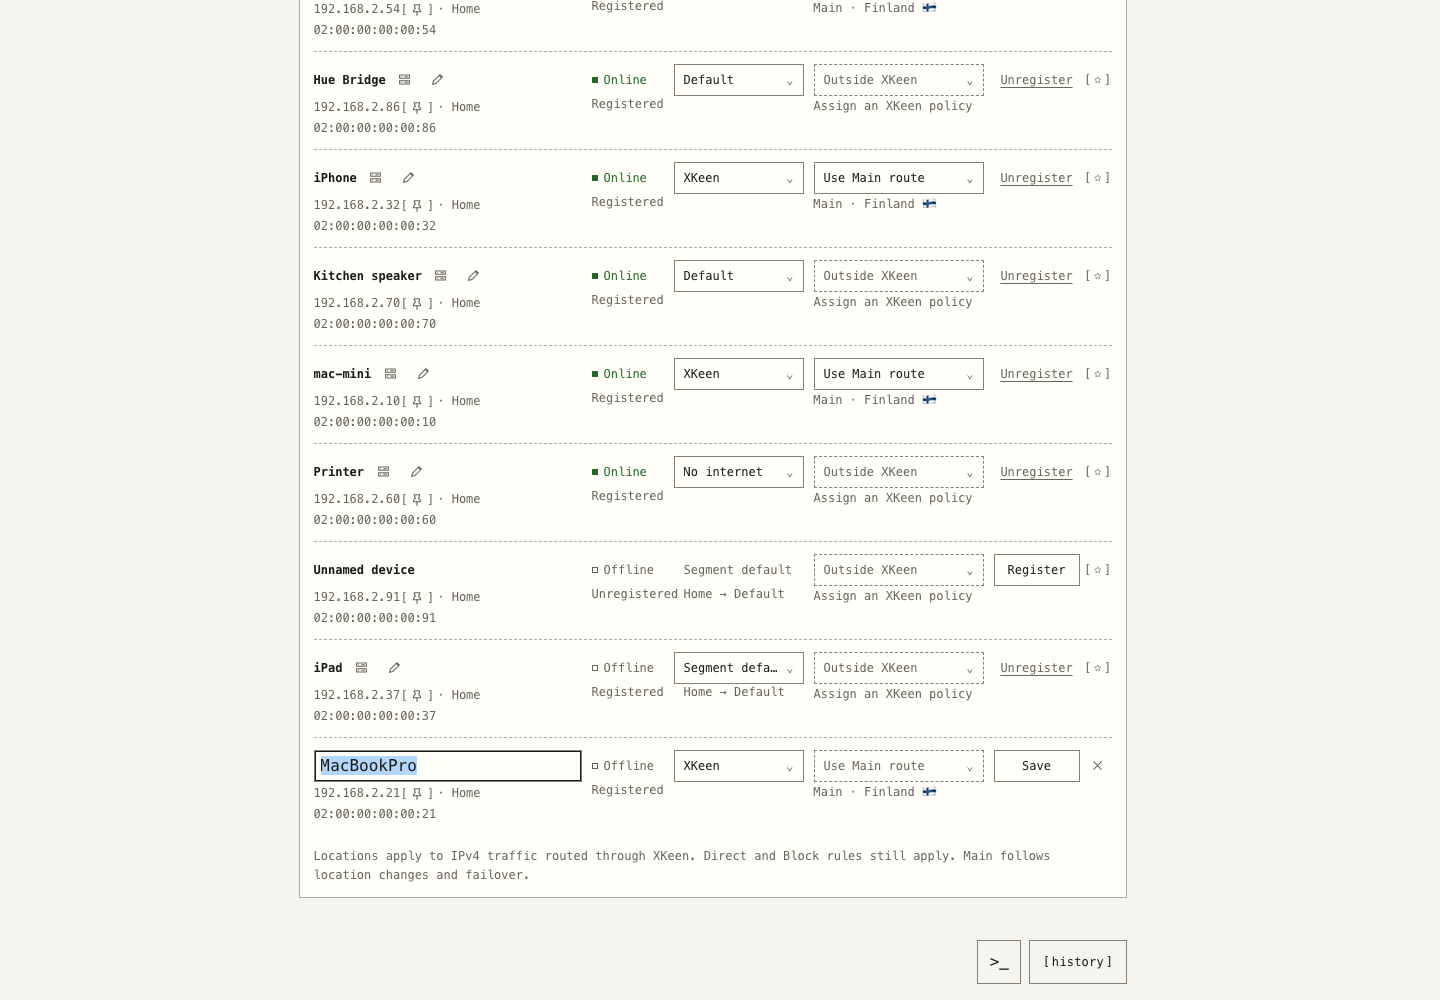 192.168.2.54[ ] · Home
Registered
Main · Finland
02:00:00:00:00:54
Hue Bridge
Online
Default
Outside XKeen
Unregister
[☆]
192.168.2.86[ ] · Home
Registered
Assign an XKeen policy
02:00:00:00:00:86
iPhone
Online
XKeen
Use Main route
Unregister
[☆]
192.168.2.32[ ] · Home
Registered
Main · Finland
02:00:00:00:00:32
Kitchen speaker
Online
Default
Outside XKeen
Unregister
[☆]
192.168.2.70[ ] · Home
Registered
Assign an XKeen policy
02:00:00:00:00:70
mac-mini
Online
XKeen
Use Main route
Unregister
[☆]
192.168.2.10[ ] · Home
Registered
Main · Finland
02:00:00:00:00:10
Printer
Online
No internet
Outside XKeen
Unregister
[☆]
192.168.2.60[ ] · Home
Registered
Assign an XKeen policy
02:00:00:00:00:60
Unnamed device
Offline
Segment default
Outside XKeen
Register
[☆]
192.168.2.91[ ] · Home
Unregistered
Home → Default
Assign an XKeen policy
02:00:00:00:00:91
iPad
Offline
Segment defa…
Outside XKeen
Unregister
[☆]
192.168.2.37[ ] · Home
Registered
Home → Default
Assign an XKeen policy
02:00:00:00:00:37
MacBookPro
Offline
XKeen
Use Main route
Save
×
192.168.2.21[ ] · Home
Registered
Main · Finland
02:00:00:00:00:21
Locations apply to IPv4 traffic routed through XKeen. Direct and Block rules still apply. Main follows
location changes and failover.
>_
[history]